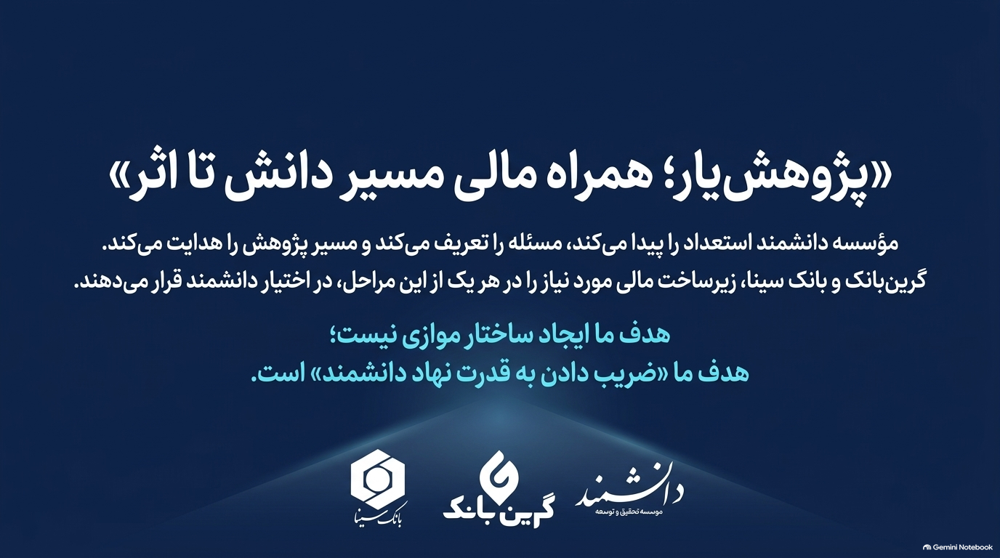 «پژوهش‌یار؛ همراه مالی مسیر دانش تا اثر»
مؤسسه دانشمند استعداد را پیدا می‌کند، مسئله را تعریف می‌کند و مسیر پژوهش را هدایت می‌کند.
گرین‌بانک و بانک سینا، زیرساخت مالی مورد نیاز را در هر یک از این مراحل، در اختیار دانشمند قرار می‌دهند.
هدف ما ایجاد ساختار موازی نیست؛
هدف ما «ضریب دادن به قدرت نهاد دانشمند» است.
دانشمند
موسسه تحقیق و توسعه
گرین بانک
بانک سینا
Gemini Notebook